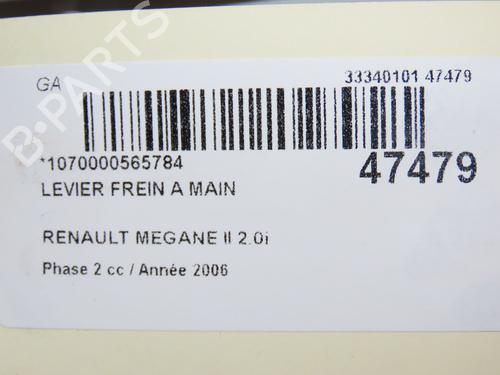 B-PARTS
GA 33340101 47479
*1070000565784
47479
LEVIER FREIN A MAIN
RENAULT MEGANE II 2.0i
Phase 2 cc / Année 2006